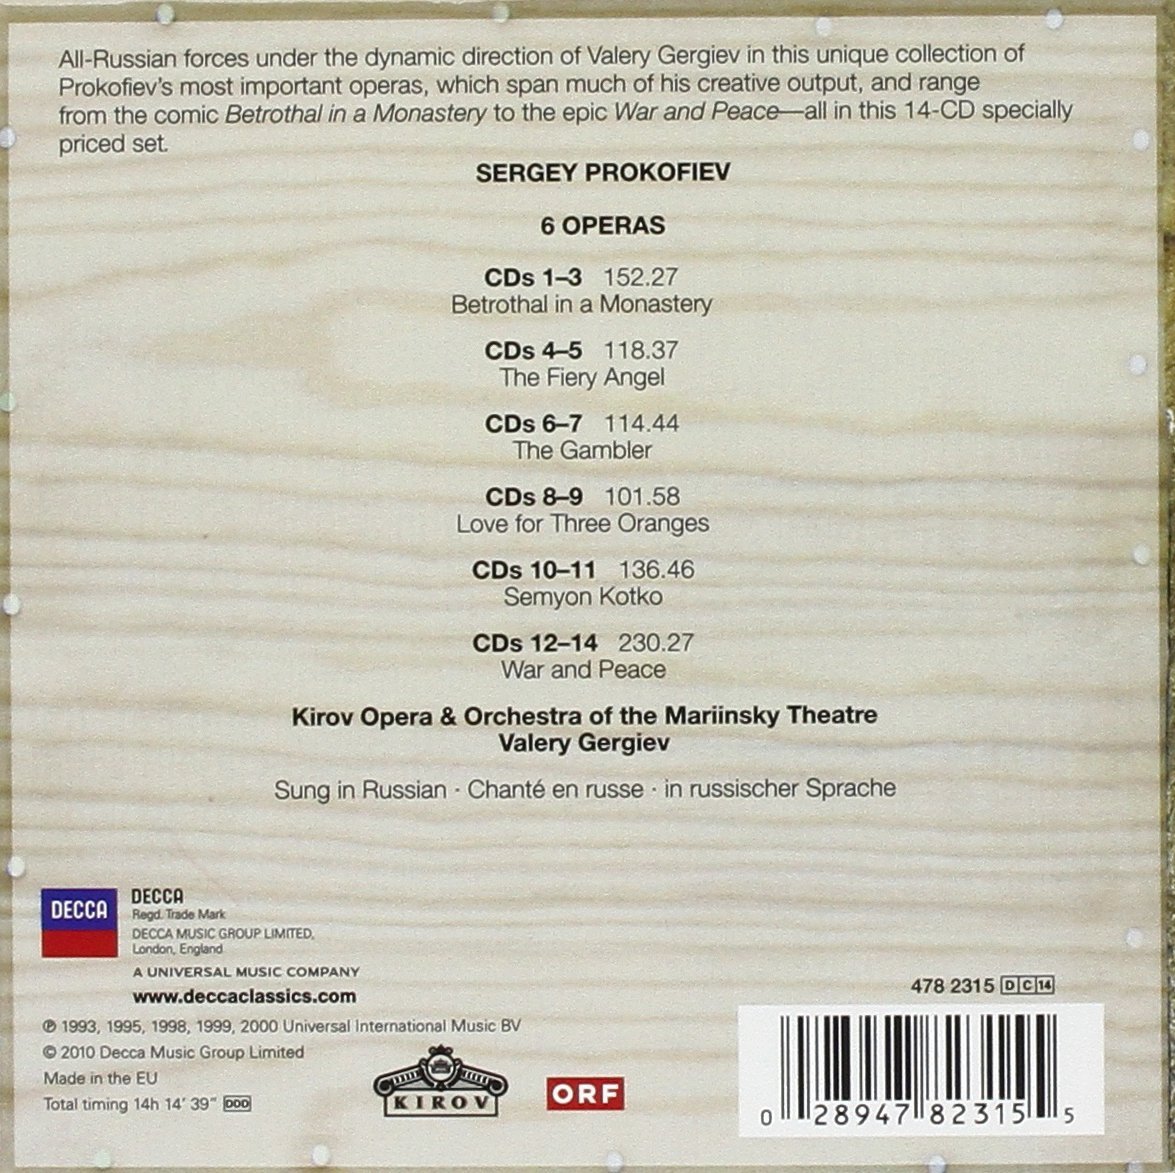 All-Russian forces under the dynamic direction of Valery Gergiev in this unique collection of
Prokofiev's most important operas, which span much of his creative output, and range
from the comic Betrothal in a Monastery to the epic War and Peace—all in this 14-CD specially
priced set.
SERGEY PROKOFIEV
6 OPERAS
CDs 1–3 152.27
Betrothal in a Monastery
CDs 4–5 118.37
The Fiery Angel
CDs 6–7 114.44
The Gambler
CDs 8–9 101.58
Love for Three Oranges
CDs 10–11 136.46
Semyon Kotko
CDs 12–14 230.27
War and Peace
Kirov Opera & Orchestra of the Mariinsky Theatre
Valery Gergiev
Sung in Russian · Chanté en russe · in russischer Sprache
DECCA
DECCA
Regd. Trade Mark
DECCA MUSIC GROUP LIMITED,
London, England
A UNIVERSAL MUSIC COMPANY
www.deccaclassics.com
℗ 1993, 1995, 1998, 1999, 2000 Universal International Music BV
© 2010 Decca Music Group Limited
Made in the EU
Total timing 14h 14' 39" DDD
KIROV
ORF
478 2315 D C 14
0 28947 82315 5